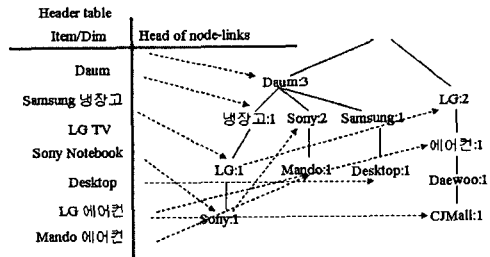 Header table
Item/Dim Head of node-links
Daum
Daum:3
Samsung 냉장고
LG:2
냉장고:1 Sony:2 Samsung:1
LG TV
에어컨:1
Sony Notebook
LG:1 Mando:1 Desktop:1 Daewoo:1
Desktop
LG 에어컨
Sony:1 CJMall:1
Mando 에어컨